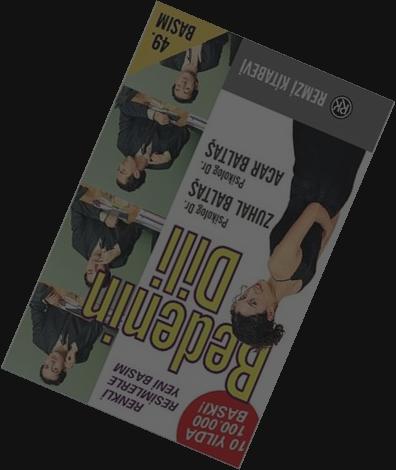 10 YILDA
100.000
BASKI!
RENKLİ
RESİMLERLE
YENİ BASIM
Bedenin
Dili
Psikolog Dr.
ZUHAL BALTAŞ
Psikolog Dr.
ACAR BALTAŞ
RK
REMZİ KİTABEVİ
49.
BASIM